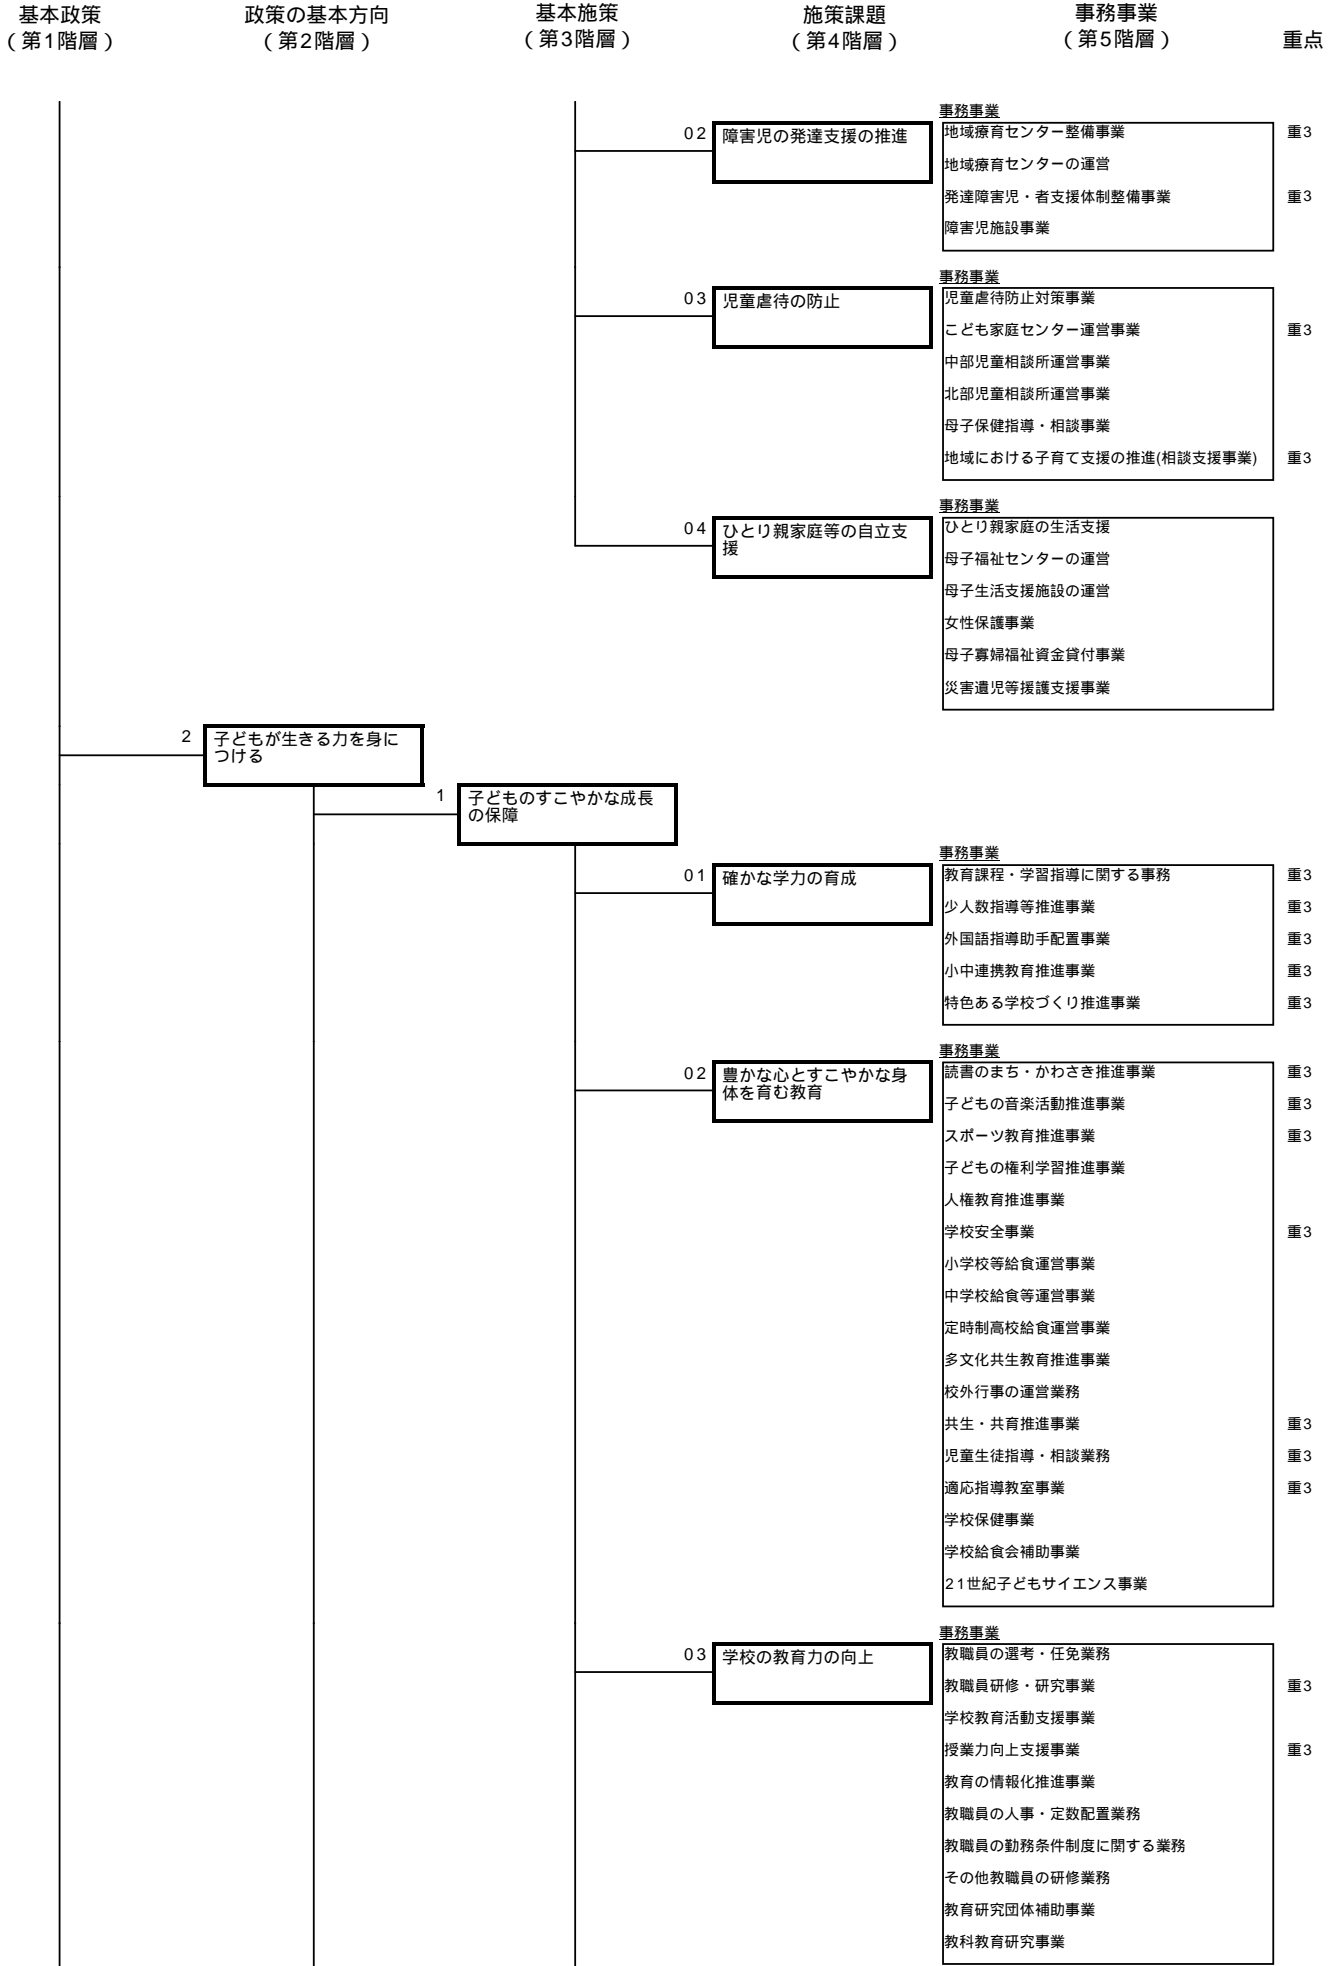 基本政策 政策の基本方向 基本施策 施策課題 事務事業
(第1階層) (第2階層) (第3階層) (第4階層) (第5階層) 重点
事務事業
02 障害児の発達支援の推進 地域療育センター整備事業 重3
地域療育センターの運営
発達障害児・者支援体制整備事業 重3
障害児施設事業
事務事業
03 児童虐待の防止 児童虐待防止対策事業
こども家庭センター運営事業 重3
中部児童相談所運営事業
北部児童相談所運営事業
母子保健指導・相談事業
地域における子育て支援の推進(相談支援事業) 重3
事務事業
04 ひとり親家庭等の自立支 ひとり親家庭の生活支援
援
母子福祉センターの運営
母子生活支援施設の運営
女性保護事業
母子寡婦福祉資金貸付事業
災害遺児等援護支援事業
2 子どもが生きる力を身に
つける
1 子どものすこやかな成長
の保障
事務事業
01 確かな学力の育成 教育課程・学習指導に関する事務 重3
少人数指導等推進事業 重3
外国語指導助手配置事業 重3
小中連携教育推進事業 重3
特色ある学校づくり推進事業 重3
事務事業
02 豊かな心とすこやかな身 読書のまち・かわさき推進事業 重3
体を育む教育
子どもの音楽活動推進事業 重3
スポーツ教育推進事業 重3
子どもの権利学習推進事業
人権教育推進事業
学校安全事業 重3
小学校等給食運営事業
中学校給食等運営事業
定時制高校給食運営事業
多文化共生教育推進事業
校外行事の運営業務
共生・共育推進事業 重3
児童生徒指導・相談業務 重3
適応指導教室事業 重3
学校保健事業
学校給食会補助事業
21世紀子どもサイエンス事業
事務事業
03 学校の教育力の向上 教職員の選考・任免業務
教職員研修・研究事業 重3
学校教育活動支援事業
授業力向上支援事業 重3
教育の情報化推進事業
教職員の人事・定数配置業務
教職員の勤務条件制度に関する業務
その他教職員の研修業務
教育研究団体補助事業
教科教育研究事業